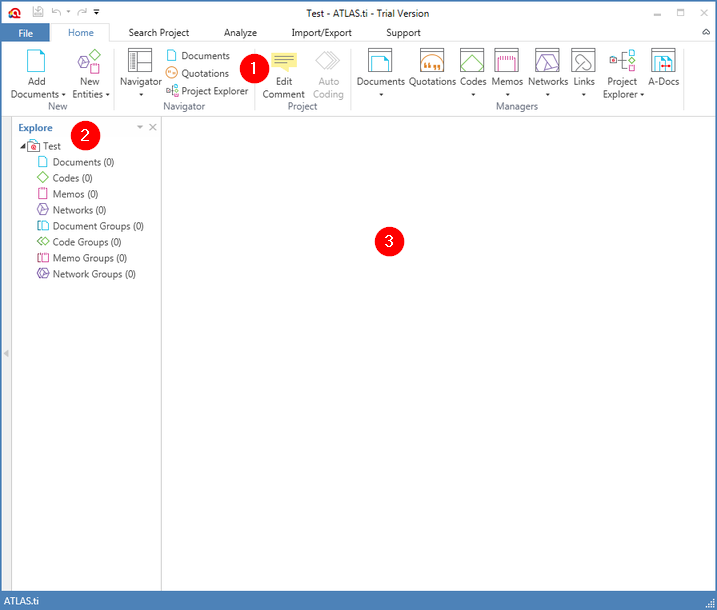 Test - ATLAS.ti - Trial Version
File Home Search Project Analyze Import/Export Support
Add Documents
New Entities
New
Navigator
Documents
Quotations
Project Explorer
Navigator
1
Edit Comment
Auto Coding
Project
Documents
Quotations
Codes
Memos
Networks
Links
Project Explorer
A-Docs
Managers
Explore
2
Test
Documents (0)
Codes (0)
Memos (0)
Networks (0)
Document Groups (0)
Code Groups (0)
Memo Groups (0)
Network Groups (0)
3
ATLAS.ti